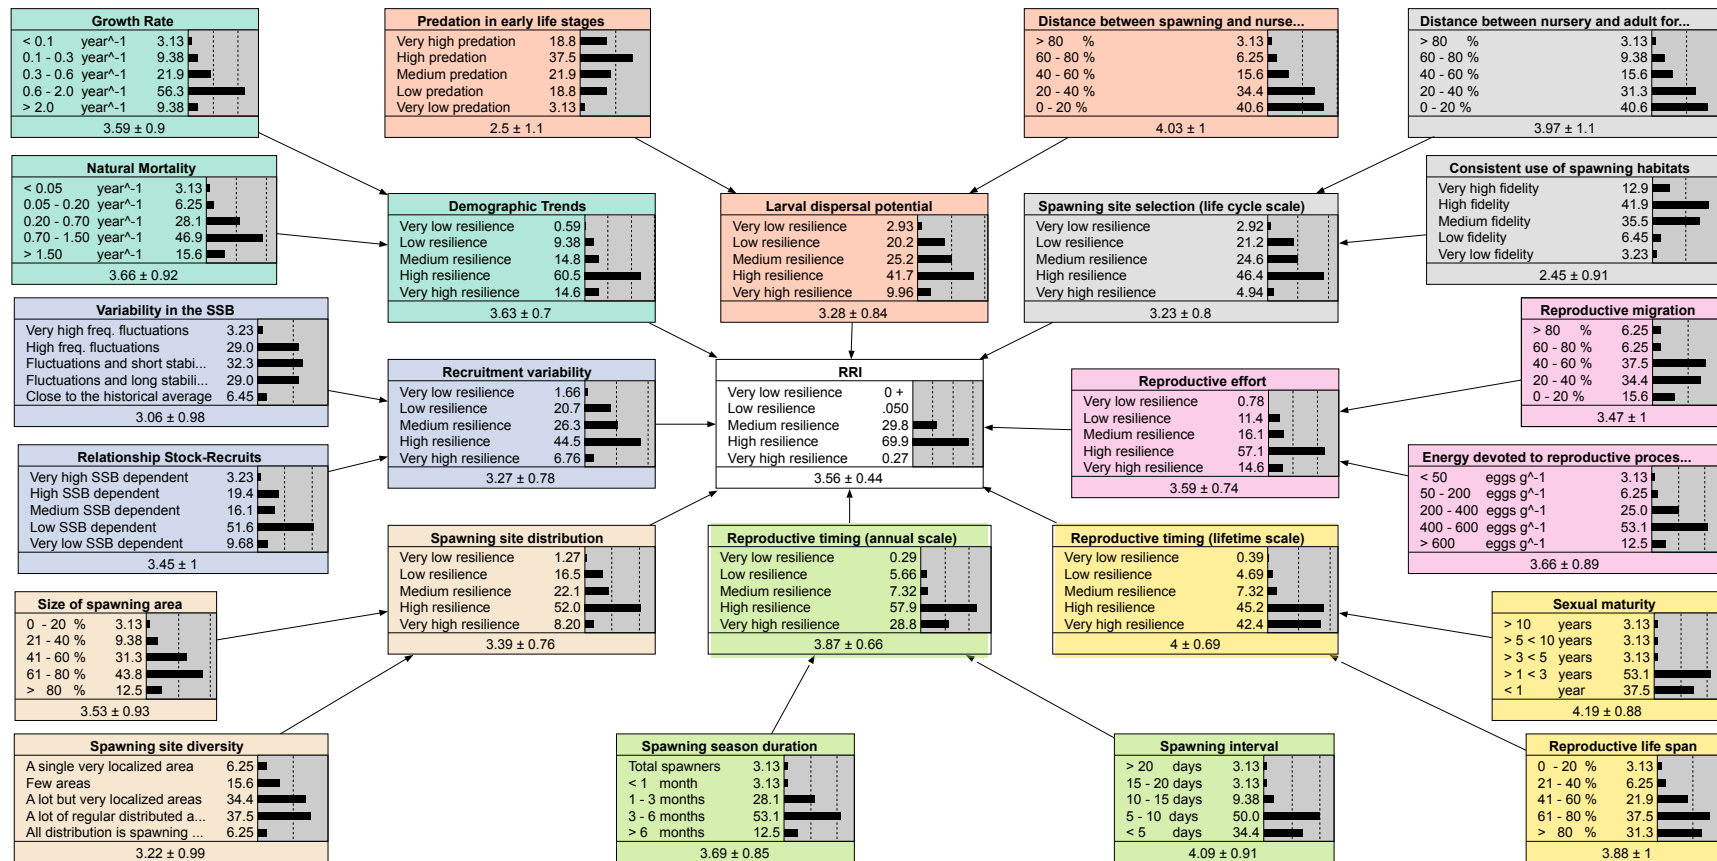 Growth Rate
< 0.1 year^-1 3.13
0.1 - 0.3 year^-1 9.38
0.3 - 0.6 year^-1 21.9
0.6 - 2.0 year^-1 56.3
> 2.0 year^-1 9.38
3.59 ± 0.9
Predation in early life stages
Very high predation 18.8
High predation 37.5
Medium predation 21.9
Low predation 18.8
Very low predation 3.13
2.5 ± 1.1
Distance between spawning and nurse...
> 80 % 3.13
60 - 80 % 6.25
40 - 60 % 15.6
20 - 40 % 34.4
0 - 20 % 40.6
4.03 ± 1
Distance between nursery and adult for...
> 80 % 3.13
60 - 80 % 9.38
40 - 60 % 15.6
20 - 40 % 31.3
0 - 20 % 40.6
3.97 ± 1.1
Natural Mortality
< 0.05 year^-1 3.13
0.05 - 0.20 year^-1 6.25
0.20 - 0.70 year^-1 28.1
0.70 - 1.50 year^-1 46.9
> 1.50 year^-1 15.6
3.66 ± 0.92
Demographic Trends
Very low resilience 0.59
Low resilience 9.38
Medium resilience 14.8
High resilience 60.5
Very high resilience 14.6
3.63 ± 0.7
Larval dispersal potential
Very low resilience 2.93
Low resilience 20.2
Medium resilience 25.2
High resilience 41.7
Very high resilience 9.96
3.28 ± 0.84
Spawning site selection (life cycle scale)
Very low resilience 2.92
Low resilience 21.2
Medium resilience 24.6
High resilience 46.4
Very high resilience 4.94
3.23 ± 0.8
Consistent use of spawning habitats
Very high fidelity 12.9
High fidelity 41.9
Medium fidelity 35.5
Low fidelity 6.45
Very low fidelity 3.23
2.45 ± 0.91
Variability in the SSB
Very high freq. fluctuations 3.23
High freq. fluctuations 29.0
Fluctuations and short stabi... 32.3
Fluctuations and long stabili... 29.0
Close to the historical average 6.45
3.06 ± 0.98
Recruitment variability
Very low resilience 1.66
Low resilience 20.7
Medium resilience 26.3
High resilience 44.5
Very high resilience 6.76
3.27 ± 0.78
RRI
Very low resilience 0 +
Low resilience .050
Medium resilience 29.8
High resilience 69.9
Very high resilience 0.27
3.56 ± 0.44
Reproductive effort
Very low resilience 0.78
Low resilience 11.4
Medium resilience 16.1
High resilience 57.1
Very high resilience 14.6
3.59 ± 0.74
Reproductive migration
> 80 % 6.25
60 - 80 % 6.25
40 - 60 % 37.5
20 - 40 % 34.4
0 - 20 % 15.6
3.47 ± 1
Relationship Stock-Recruits
Very high SSB dependent 3.23
High SSB dependent 19.4
Medium SSB dependent 16.1
Low SSB dependent 51.6
Very low SSB dependent 9.68
3.45 ± 1
Energy devoted to reproductive proces...
< 50 eggs g^-1 3.13
50 - 200 eggs g^-1 6.25
200 - 400 eggs g^-1 25.0
400 - 600 eggs g^-1 53.1
> 600 eggs g^-1 12.5
3.66 ± 0.89
Spawning site distribution
Very low resilience 1.27
Low resilience 16.5
Medium resilience 22.1
High resilience 52.0
Very high resilience 8.20
3.39 ± 0.76
Reproductive timing (annual scale)
Very low resilience 0.29
Low resilience 5.66
Medium resilience 7.32
High resilience 57.9
Very high resilience 28.8
3.87 ± 0.66
Reproductive timing (lifetime scale)
Very low resilience 0.39
Low resilience 4.69
Medium resilience 7.32
High resilience 45.2
Very high resilience 42.4
4 ± 0.69
Size of spawning area
0 - 20 % 3.13
21 - 40 % 9.38
41 - 60 % 31.3
61 - 80 % 43.8
> 80 % 12.5
3.53 ± 0.93
Sexual maturity
> 10 years 3.13
> 5 < 10 years 3.13
> 3 < 5 years 3.13
> 1 < 3 years 53.1
< 1 year 37.5
4.19 ± 0.88
Spawning site diversity
A single very localized area 6.25
Few areas 15.6
A lot but very localized areas 34.4
A lot of regular distributed a... 37.5
All distribution is spawning ... 6.25
3.22 ± 0.99
Spawning season duration
Total spawners 3.13
< 1 month 3.13
1 - 3 months 28.1
3 - 6 months 53.1
> 6 months 12.5
3.69 ± 0.85
Spawning interval
> 20 days 3.13
15 - 20 days 3.13
10 - 15 days 9.38
5 - 10 days 50.0
< 5 days 34.4
4.09 ± 0.91
Reproductive life span
0 - 20 % 3.13
21 - 40 % 6.25
41 - 60 % 21.9
61 - 80 % 37.5
> 80 % 31.3
3.88 ± 1